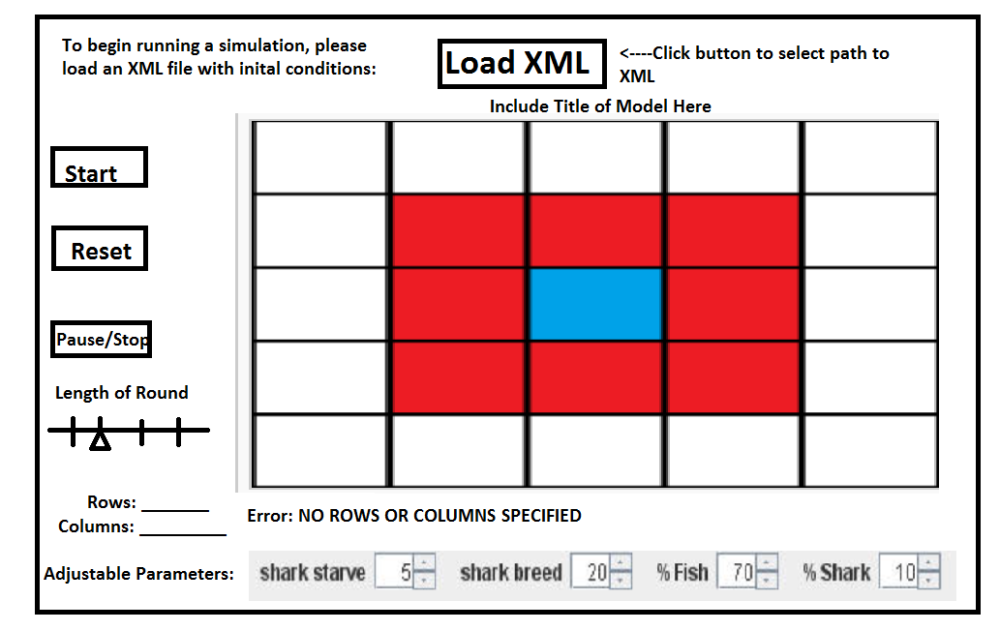 To begin running a simulation, please
load an XML file with inital conditions:
Load XML
<----Click button to select path to
XML
Include Title of Model Here
Start
Reset
Pause/Stop
Length of Round
Rows: _______
Columns: _________
Error: NO ROWS OR COLUMNS SPECIFIED
Adjustable Parameters: shark starve 5 shark breed 20 % Fish 70 % Shark 10